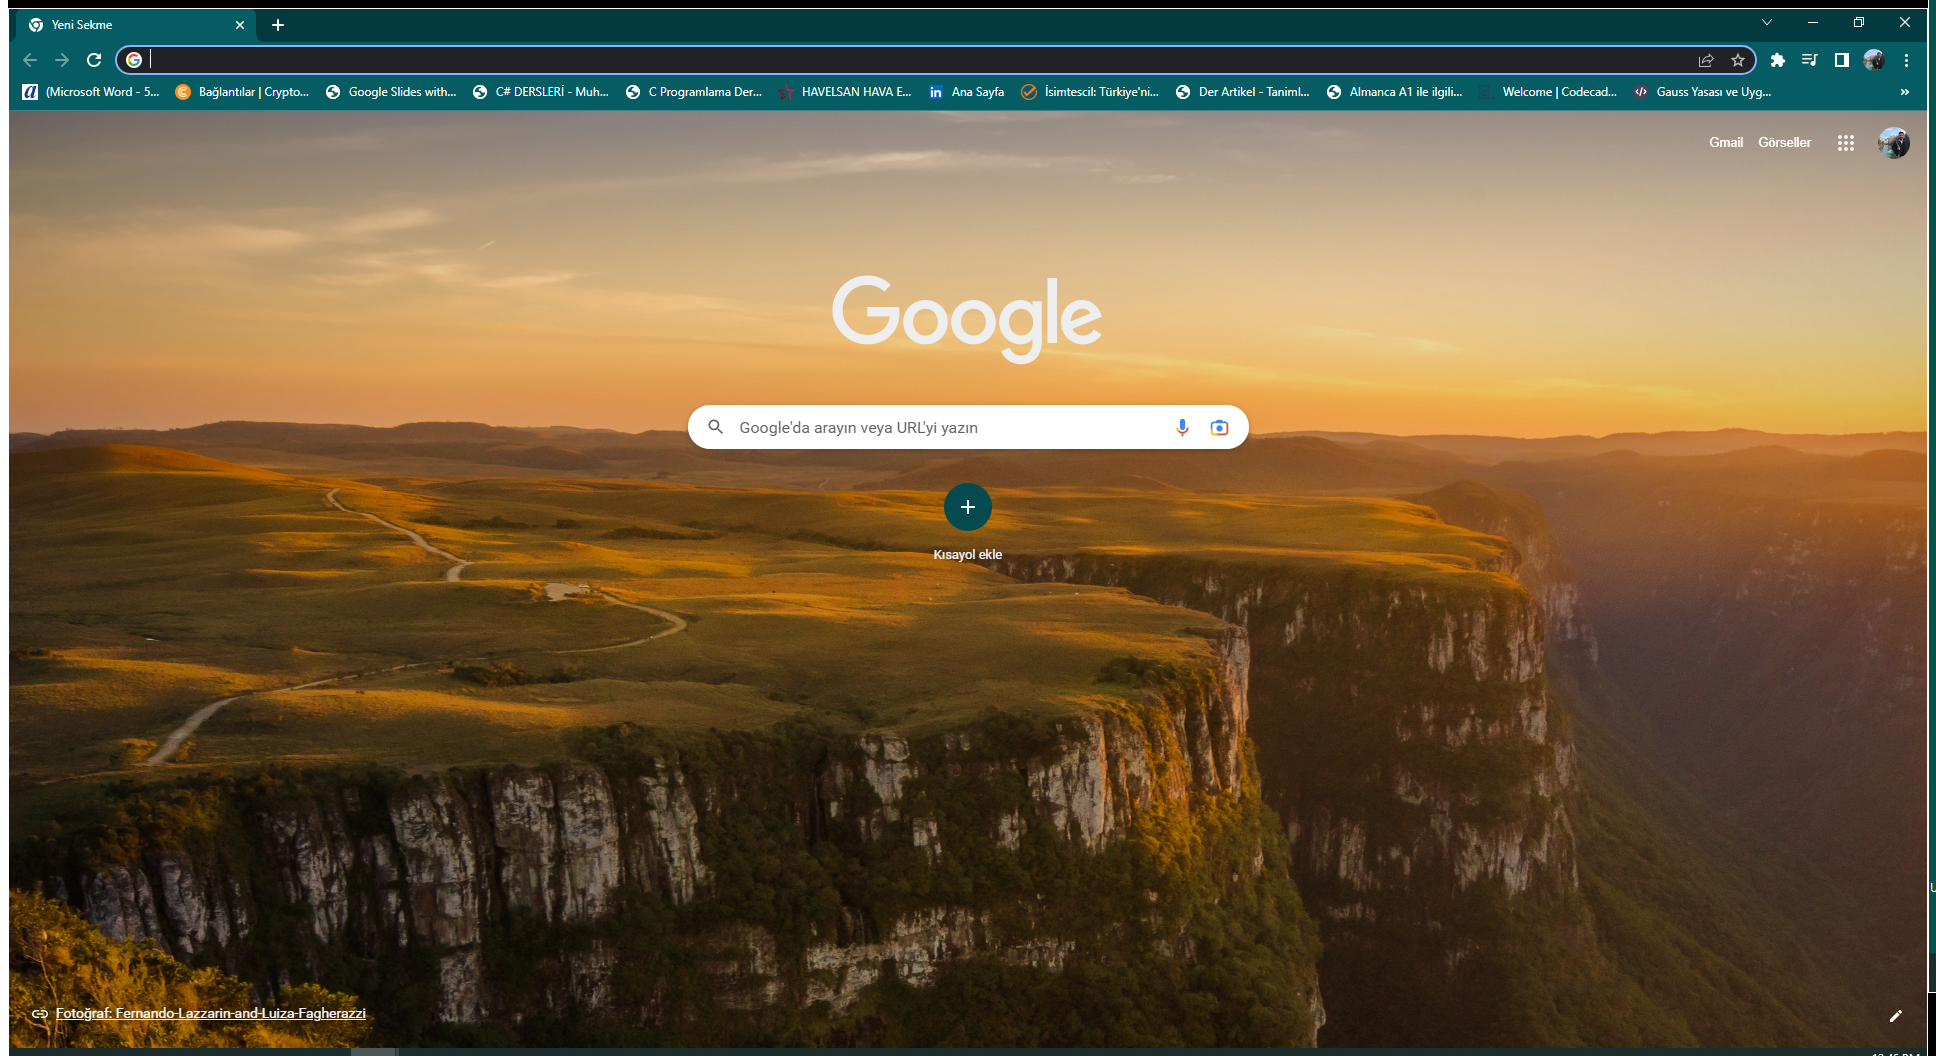 Yeni Sekme
(Microsoft Word - 5... Bağlantılar | Crypto... Google Slides with... C# DERSLERİ - Muh... C Programlama Der... HAVELSAN HAVA E... Ana Sayfa İsimtescil: Türkiye'ni... Der Artikel - Tanıml... Almanca A1 ile ilgili... Welcome | Codecad... Gauss Yasası ve Uyg... »
Gmail Görseller
Google
Google'da arayın veya URL'yi yazın
Kısayol ekle
Fotoğraf: Fernando-Lazzarin-and-Luiza-Fagherazzi